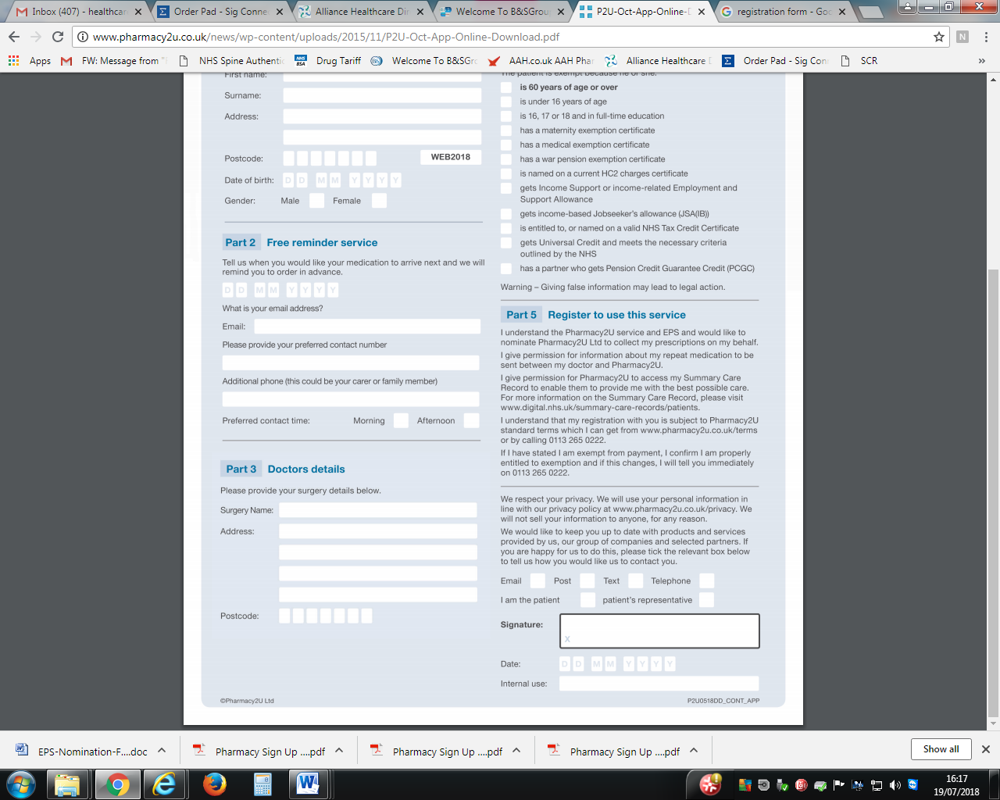 Inbox (407) - healthcare
Order Pad - Sig Connec
Alliance Healthcare Dir
Welcome To B&SGroup
P2U-Oct-App-Online-D
registration form - Goo
www.pharmacy2u.co.uk/news/wp-content/uploads/2015/11/P2U-Oct-App-Online-Download.pdf
Apps
FW: Message from "
NHS Spine Authentic
Drug Tariff
Welcome To B&SGro
AAH.co.uk AAH Phar
Alliance Healthcare D
Order Pad - Sig Con
SCR
»
First name:
Surname:
Address:
Postcode:
WEB2018
Date of birth: DD MM YYYY
Gender: Male Female
Part 2 Free reminder service
Tell us when you would like your medication to arrive next and we will
remind you to order in advance.
DD MM YYYY
What is your email address?
Email:
Please provide your preferred contact number
Additional phone (this could be your carer or family member)
Preferred contact time: Morning Afternoon
Part 3 Doctors details
Please provide your surgery details below.
Surgery Name:
Address:
Postcode:
©Pharmacy2U Ltd
The patient is exempt because he or she:
is 60 years of age or over
is under 16 years of age
is 16, 17 or 18 and in full-time education
has a maternity exemption certificate
has a medical exemption certificate
has a war pension exemption certificate
is named on a current HC2 charges certificate
gets Income Support or income-related Employment and
Support Allowance
gets income-based Jobseeker's allowance (JSA(IB))
is entitled to, or named on a valid NHS Tax Credit Certificate
gets Universal Credit and meets the necessary criteria
outlined by the NHS
has a partner who gets Pension Credit Guarantee Credit (PCGC)
Warning – Giving false information may lead to legal action.
Part 5 Register to use this service
I understand the Pharmacy2U service and EPS and would like to
nominate Pharmacy2U Ltd to collect my prescriptions on my behalf.
I give permission for information about my repeat medication to be
sent between my doctor and Pharmacy2U.
I give permission for Pharmacy2U to access my Summary Care
Record to enable them to provide me with the best possible care.
For more information on the Summary Care Record, please visit
www.digital.nhs.uk/summary-care-records/patients.
I understand that my registration with you is subject to Pharmacy2U
standard terms which I can get from www.pharmacy2u.co.uk/terms
or by calling 0113 265 0222.
If I have stated I am exempt from payment, I confirm I am properly
entitled to exemption and if this changes, I will tell you immediately
on 0113 265 0222.
We respect your privacy. We will use your personal information in
line with our privacy policy at www.pharmacy2u.co.uk/privacy. We
will not sell your information to anyone, for any reason.
We would like to keep you up to date with products and services
provided by us, our group of companies and selected partners. If
you are happy for us to do this, please tick the relevant box below
to tell us how you would like us to contact you.
Email Post Text Telephone
I am the patient patient's representative
Signature:
X
Date: DD MM YYYY
Internal use:
P2U0518DD_CONT_APP
EPS-Nomination-F....doc
Pharmacy Sign Up ....pdf
Pharmacy Sign Up ....pdf
Pharmacy Sign Up ....pdf
Show all
16:17
19/07/2018